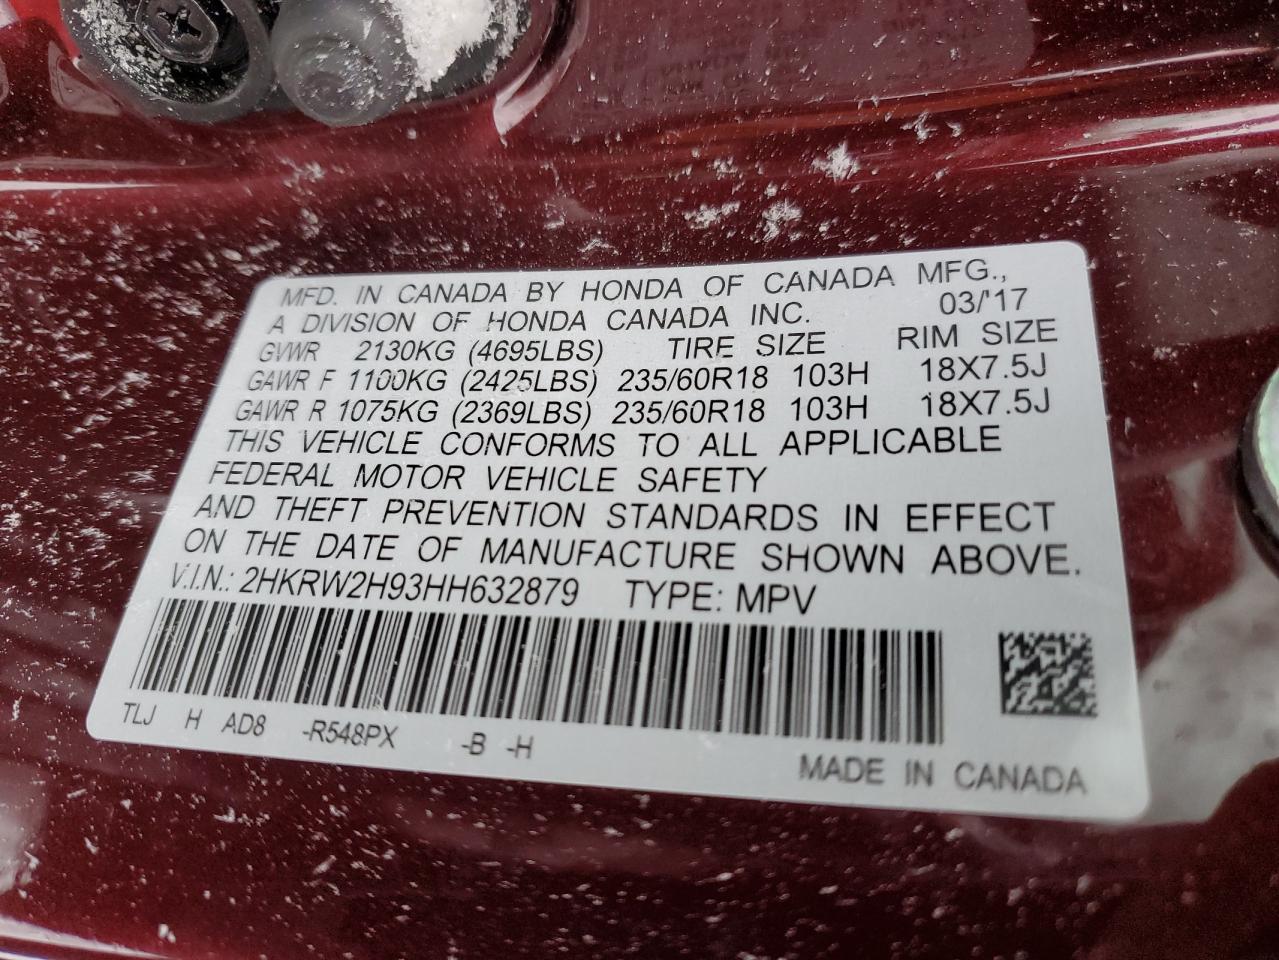 MFD. IN CANADA BY HONDA OF CANADA MFG.,
A DIVISION OF HONDA CANADA INC. 03/'17
GVWR 2130KG (4695LBS) TIRE SIZE RIM SIZE
GAWR F 1100KG (2425LBS) 235/60R18 103H 18X7.5J
GAWR R 1075KG (2369LBS) 235/60R18 103H 18X7.5J
THIS VEHICLE CONFORMS TO ALL APPLICABLE
FEDERAL MOTOR VEHICLE SAFETY
AND THEFT PREVENTION STANDARDS IN EFFECT
ON THE DATE OF MANUFACTURE SHOWN ABOVE.
V.I.N.: 2HKRW2H93HH632879 TYPE: MPV
TLJ H AD8 -R548PX -B -H
MADE IN CANADA